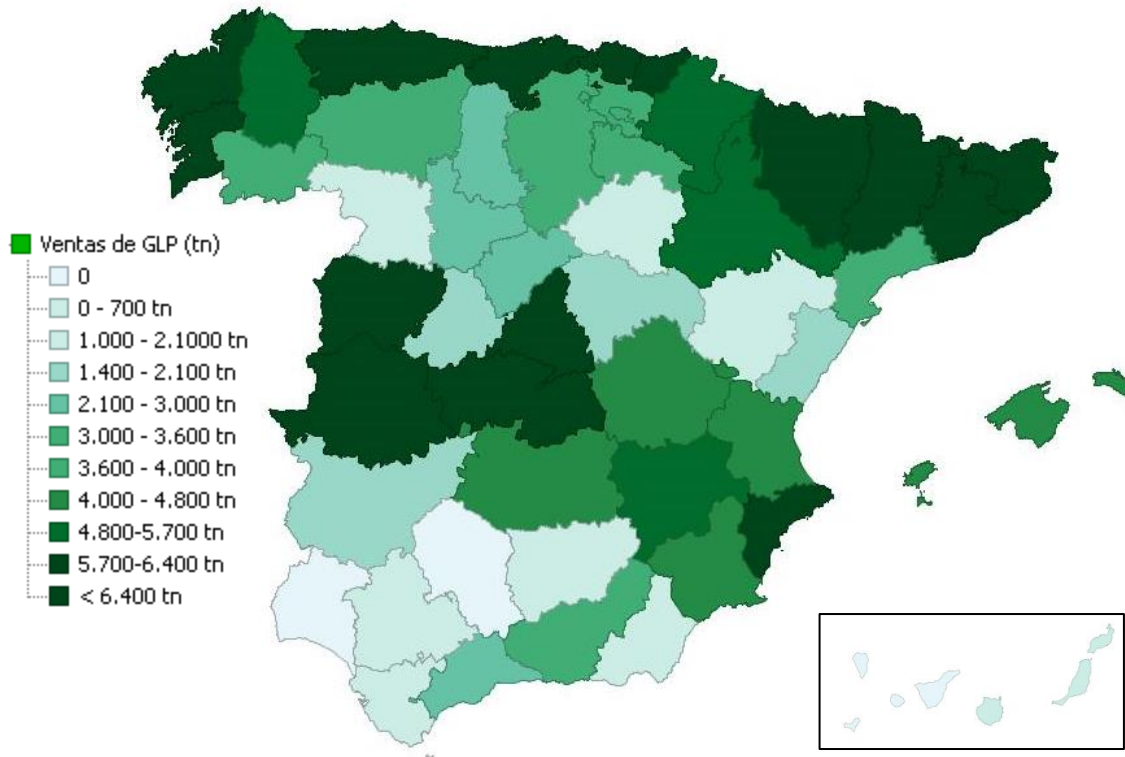 Ventas de GLP (tn)
0
0 - 700 tn
1.000 - 2.1000 tn
1.400 - 2.100 tn
2.100 - 3.000 tn
3.000 - 3.600 tn
3.600 - 4.000 tn
4.000 - 4.800 tn
4.800-5.700 tn
5.700-6.400 tn
< 6.400 tn